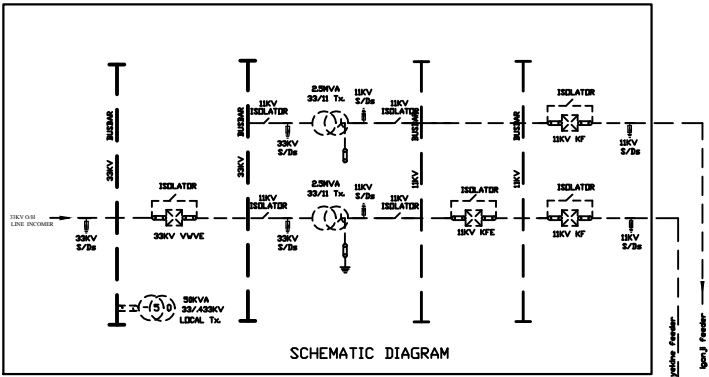 2.5MVA
33/11 Tx.
11KV
S/Ds
11KV
ISOLATOR
11KV
ISOLATOR
33KV
S/Ds
ISOLATOR
11KV KF
11KV
S/Ds
BUSBAR
33KV
BUSBAR
33KV
BUSBAR
11KV
BUSBAR
11KV
2.5MVA
33/11 Tx.
11KV
S/Ds
11KV
ISOLATOR
11KV
ISOLATOR
33KV
S/Ds
33KV O/H
LINE INCOMER
33KV
S/Ds
ISOLATOR
33KV VWVE
ISOLATOR
11KV KFE
ISOLATOR
11KV KF
11KV
S/Ds
50KVA
33/.433KV
LOCAL Tx.
SCHEMATIC DIAGRAM
yekine feeder
Iganji feeder